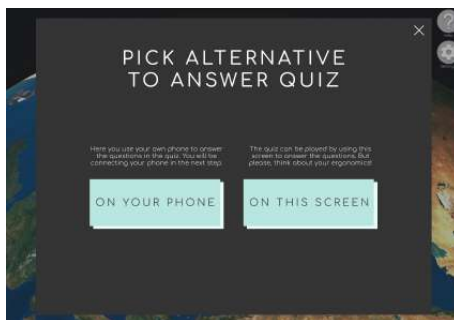 PICK ALTERNATIVE
TO ANSWER QUIZ
Here you use your own phone to answer
the questions in the quiz. You will be
connecting your phone in the next step.
The quiz can be played by using this
screen to answer the questions. But
please, think about your ergonomics!
ON YOUR PHONE
ON THIS SCREEN